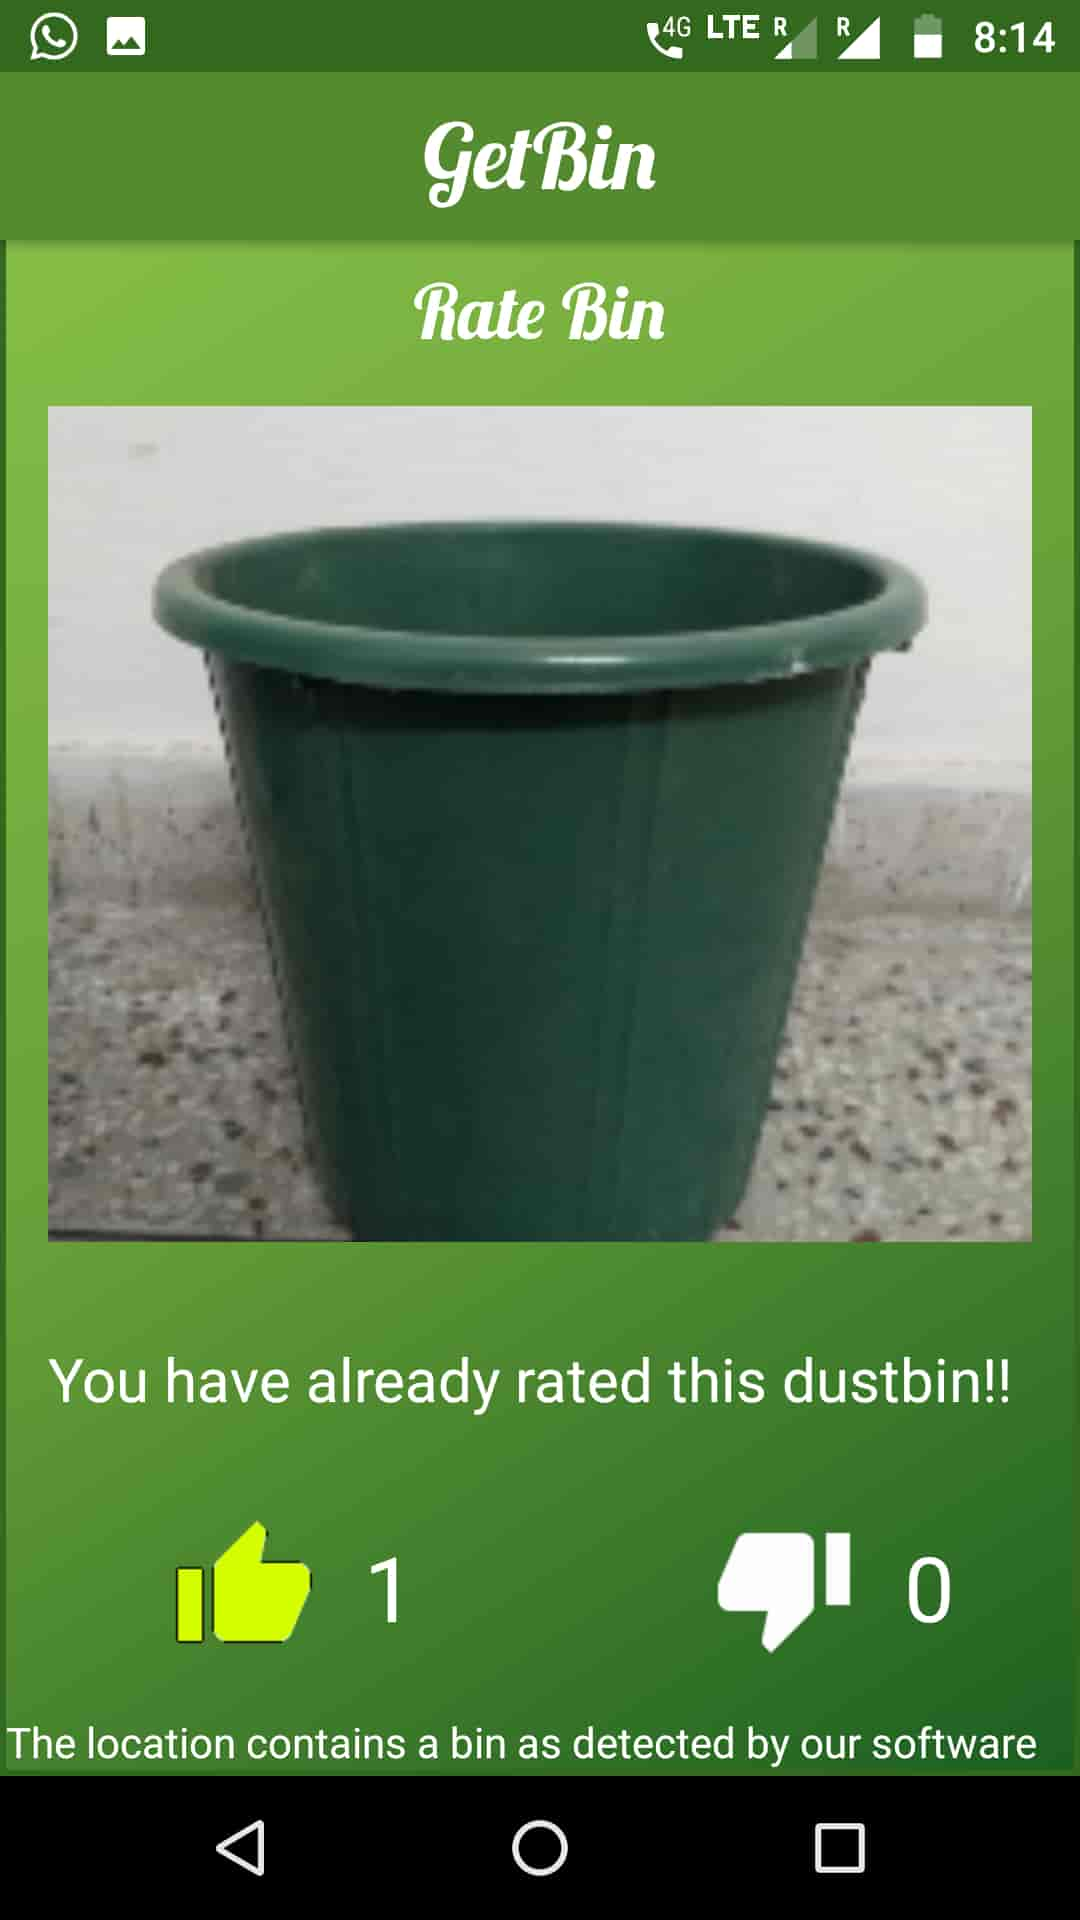 4G LTE R R 8:14
GetBin
Rate Bin
You have already rated this dustbin!!
1 0
The location contains a bin as detected by our software